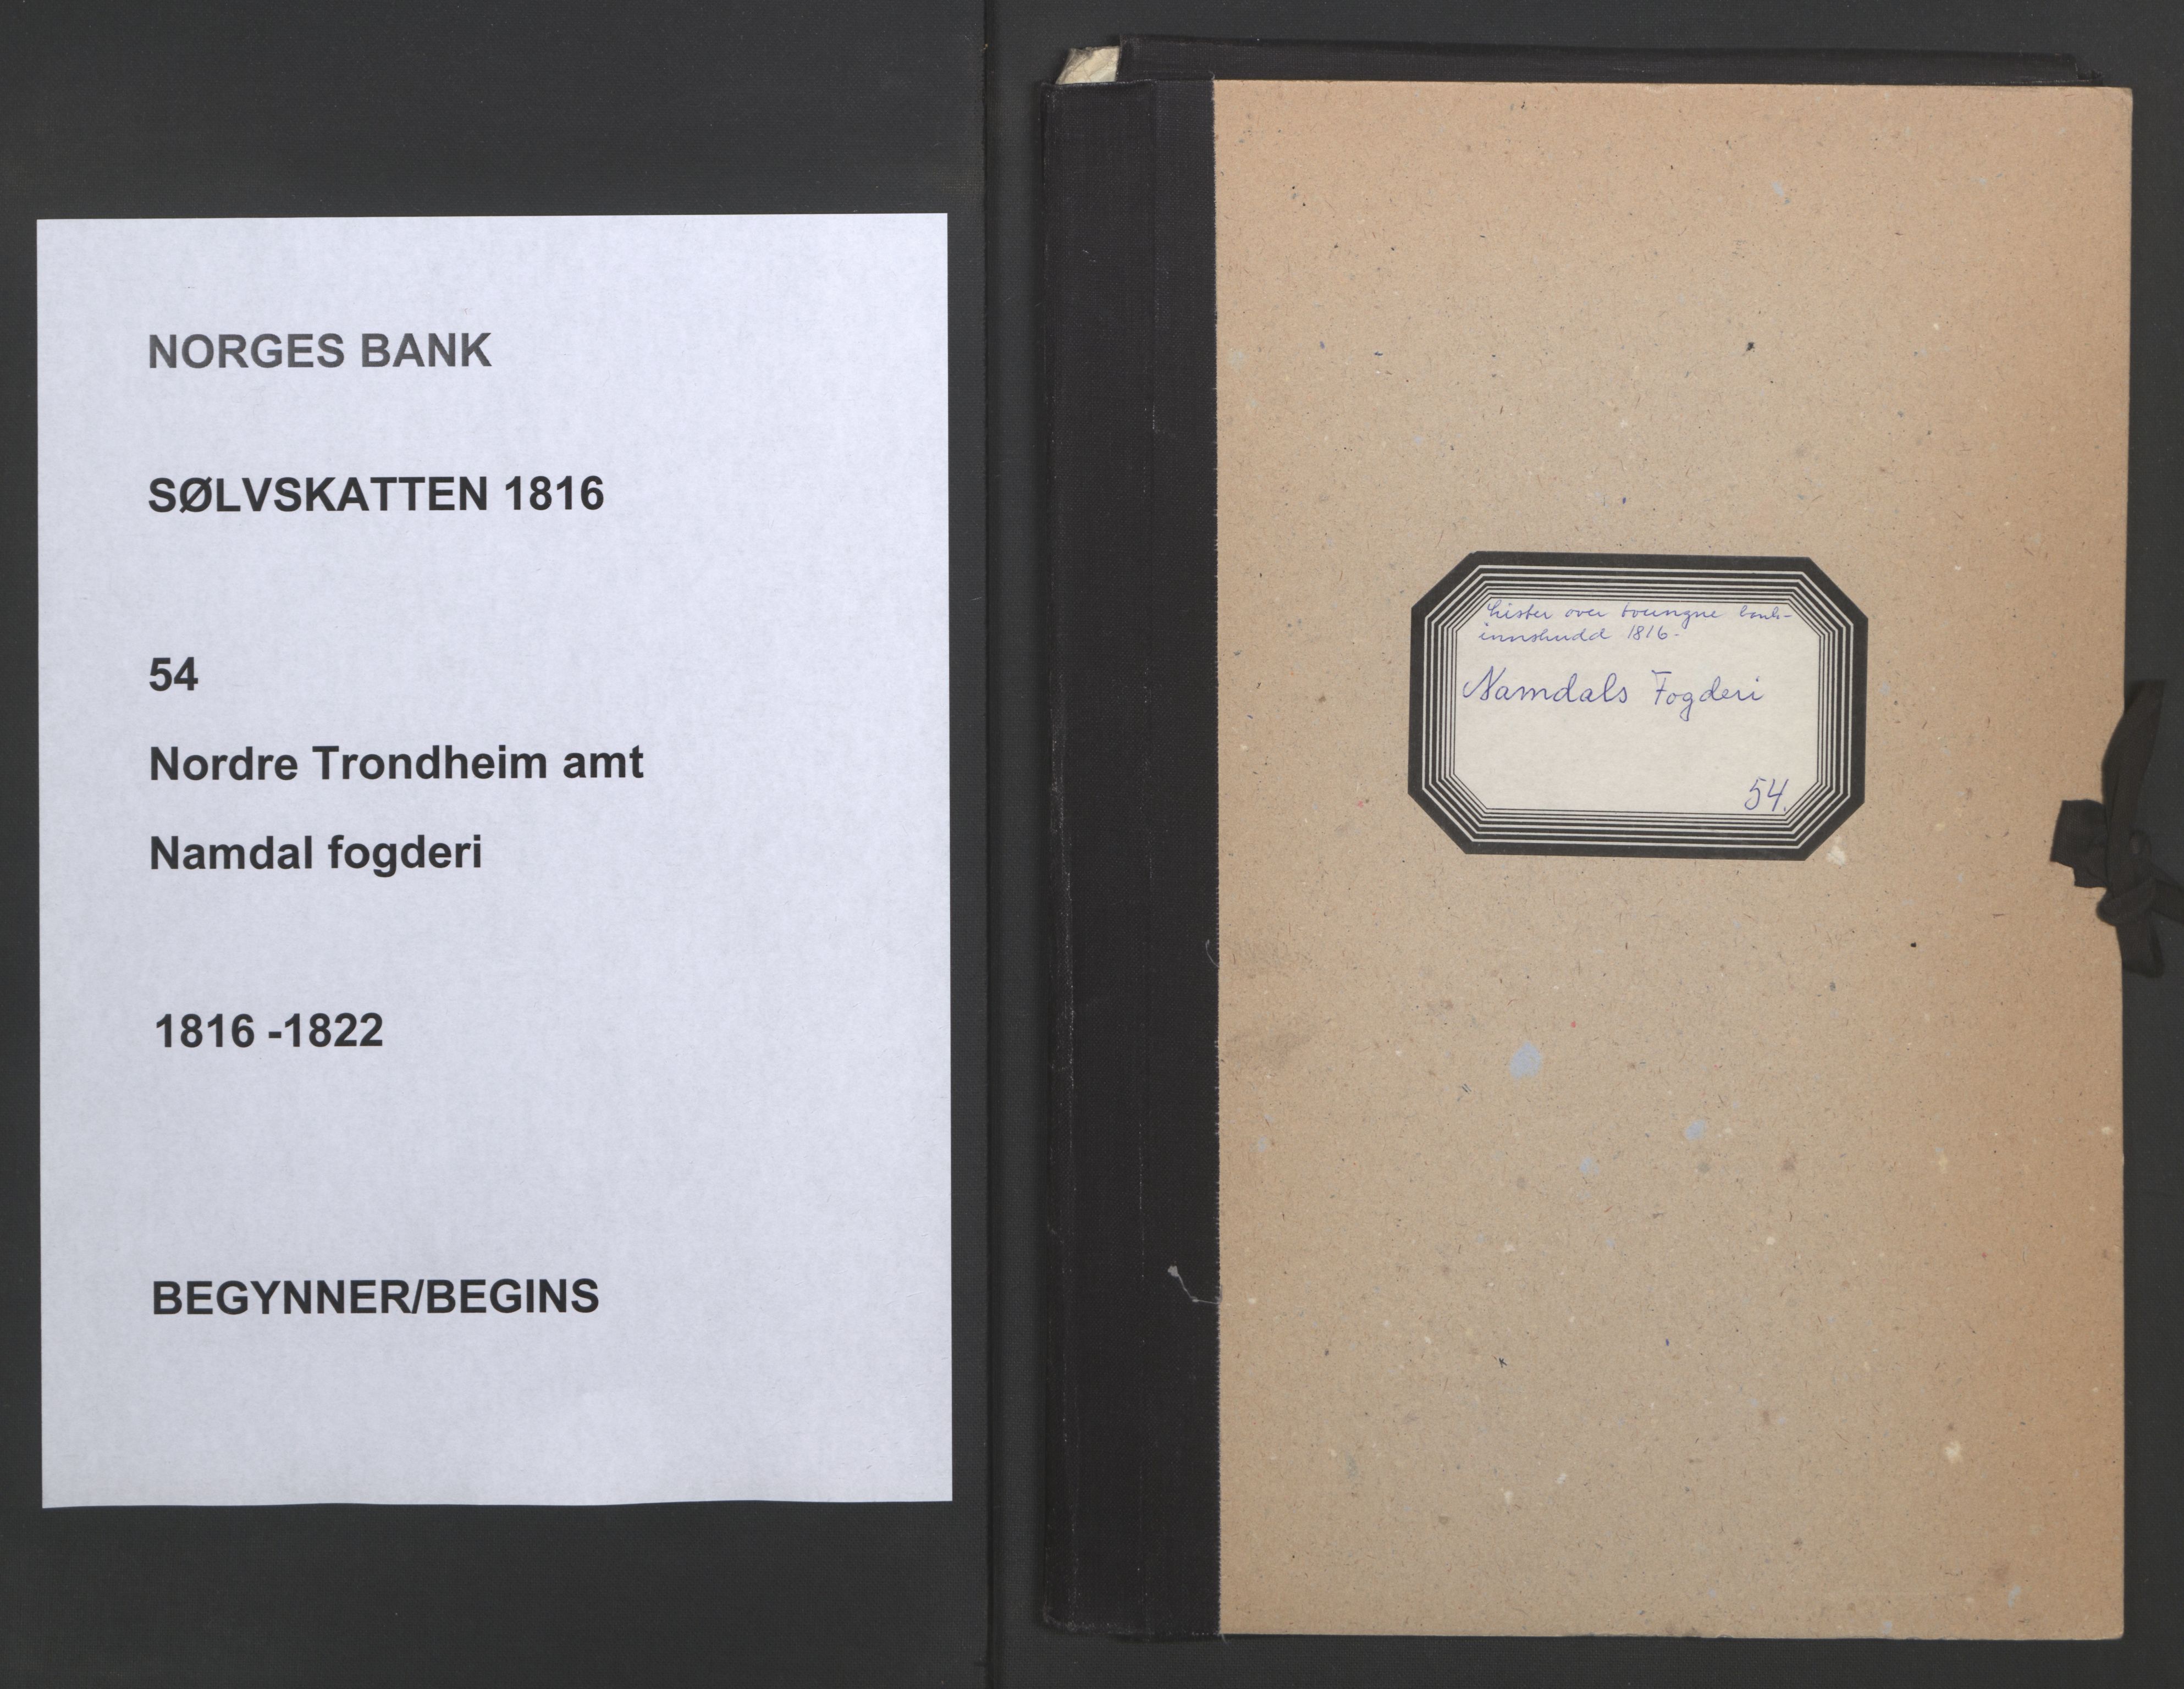 NORGES BANK
SØLVSKATTEN 1816
54
Nordre Trondheim amt
Namdal fogderi
1816 -1822
BEGYNNER/BEGINS
Lister over tvungne bank-
innskudd 1816.
Namdals Fogderi
54.